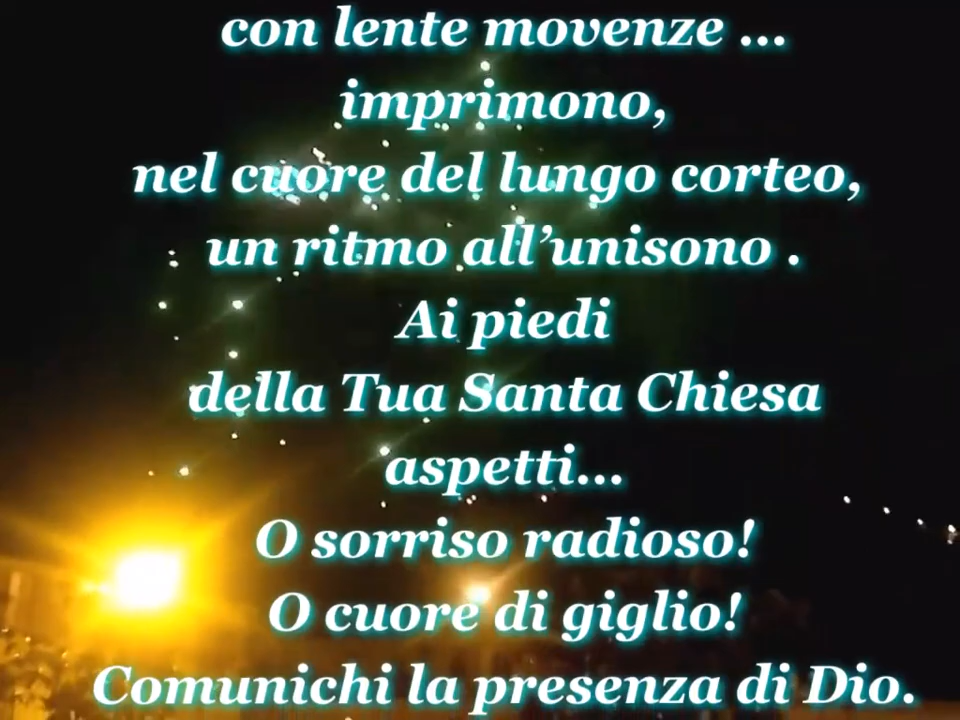 con lente movenze ...
imprimono,
nel cuore del lungo corteo,
un ritmo all’unisono .
Ai piedi
della Tua Santa Chiesa
aspetti...
O sorriso radioso!
O cuore di giglio!
Comunichi la presenza di Dio.